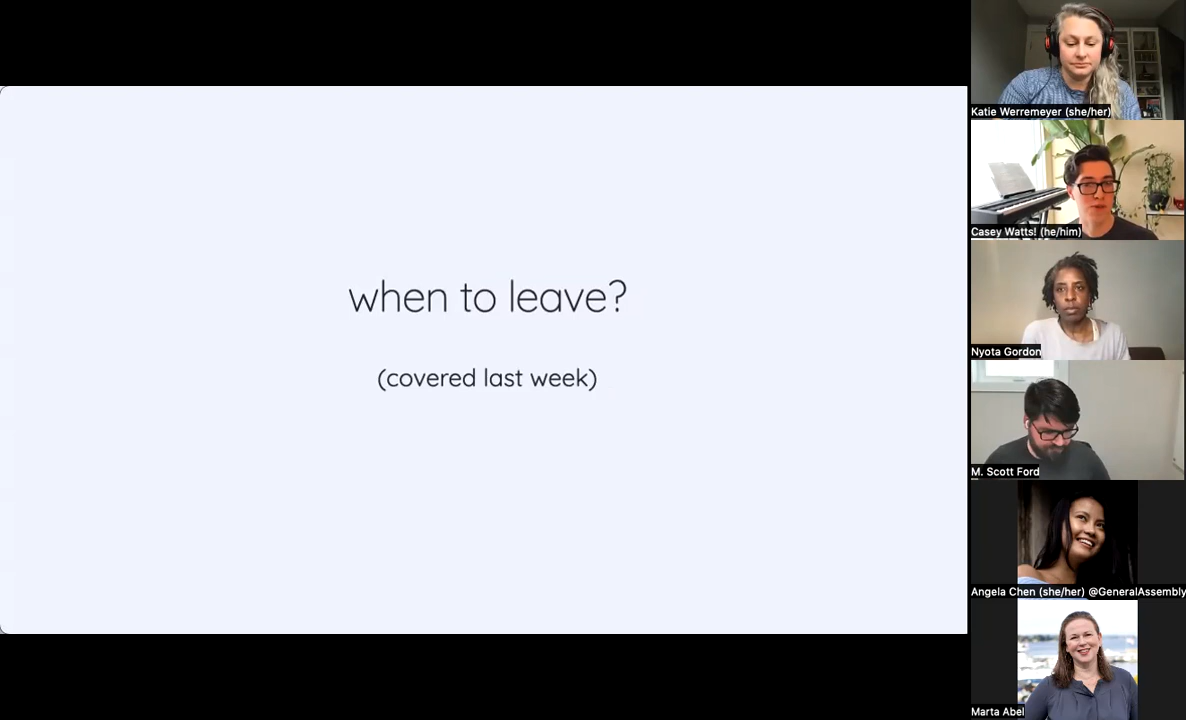 when to leave?
(covered last week)
Katie Werremeyer (she/her)
Casey Watts! (he/him)
Nyota Gordon
M. Scott Ford
Angela Chen (she/her) @GeneralAssembly
Marta Abel